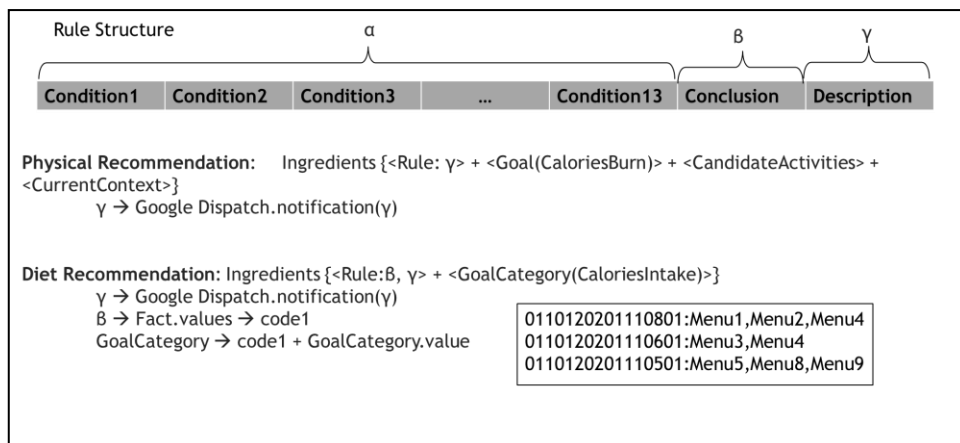 Rule Structure α β γ
Condition1 Condition2 Condition3 ... Condition13 Conclusion Description
Physical Recommendation: Ingredients {<Rule: γ> + <Goal(CaloriesBurn)> + <CandidateActivities> +
<CurrentContext>}
γ → Google Dispatch.notification(γ)
Diet Recommendation: Ingredients {<Rule:β, γ> + <GoalCategory(CaloriesIntake)>}
γ → Google Dispatch.notification(γ)
β → Fact.values → code1
GoalCategory → code1 + GoalCategory.value
0110120201110801:Menu1,Menu2,Menu4
0110120201110601:Menu3,Menu4
0110120201110501:Menu5,Menu8,Menu9